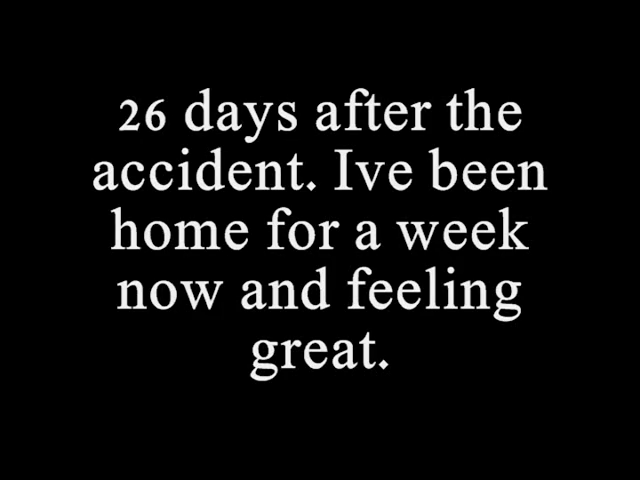 26 days after the
accident. Ive been
home for a week
now and feeling
great.